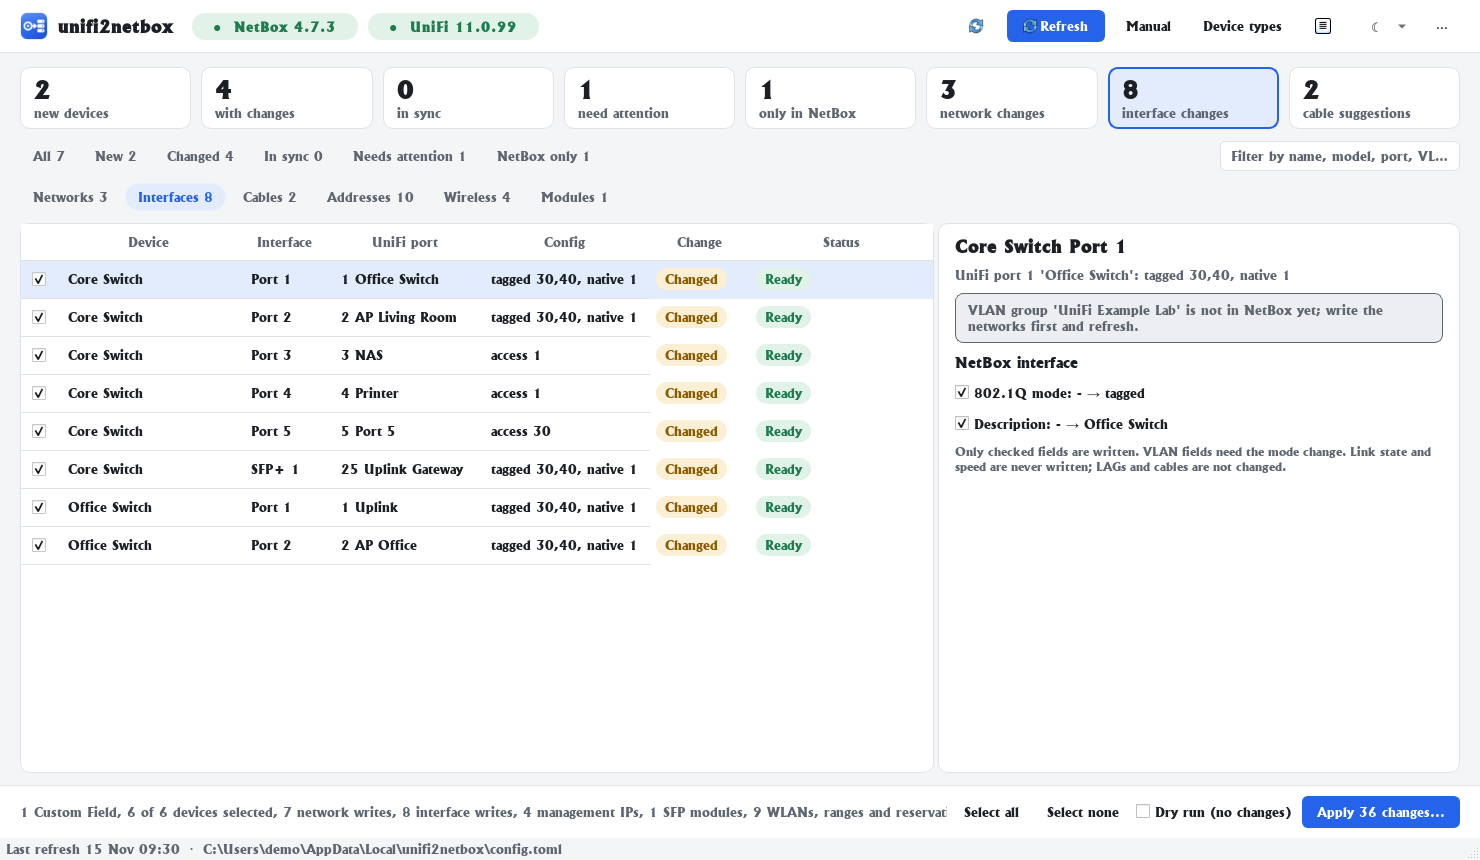 unifi2netbox
● NetBox 4.7.3
● UniFi 11.0.99
Refresh
Manual
Device types
...
2
new devices
4
with changes
0
in sync
1
need attention
1
only in NetBox
3
network changes
8
interface changes
2
cable suggestions
All 7
New 2
Changed 4
In sync 0
Needs attention 1
NetBox only 1
Filter by name, model, port, VL...
Networks 3
Interfaces 8
Cables 2
Addresses 10
Wireless 4
Modules 1
Device Interface UniFi port Config Change Status
Core Switch Port 1 1 Office Switch tagged 30,40, native 1 Changed Ready
Core Switch Port 2 2 AP Living Room tagged 30,40, native 1 Changed Ready
Core Switch Port 3 3 NAS access 1 Changed Ready
Core Switch Port 4 4 Printer access 1 Changed Ready
Core Switch Port 5 5 Port 5 access 30 Changed Ready
Core Switch SFP+ 1 25 Uplink Gateway tagged 30,40, native 1 Changed Ready
Office Switch Port 1 1 Uplink tagged 30,40, native 1 Changed Ready
Office Switch Port 2 2 AP Office tagged 30,40, native 1 Changed Ready
Core Switch Port 1
UniFi port 1 'Office Switch': tagged 30,40, native 1
VLAN group 'UniFi Example Lab' is not in NetBox yet; write the
networks first and refresh.
NetBox interface
802.1Q mode: - → tagged
Description: - → Office Switch
Only checked fields are written. VLAN fields need the mode change. Link state and
speed are never written; LAGs and cables are not changed.
1 Custom Field, 6 of 6 devices selected, 7 network writes, 8 interface writes, 4 management IPs, 1 SFP modules, 9 WLANs, ranges and
Select all
Select none
Dry run (no changes)
Apply 36 changes...
Last refresh 15 Nov 09:30 · C:\Users\demo\AppData\Local\unifi2netbox\config.toml